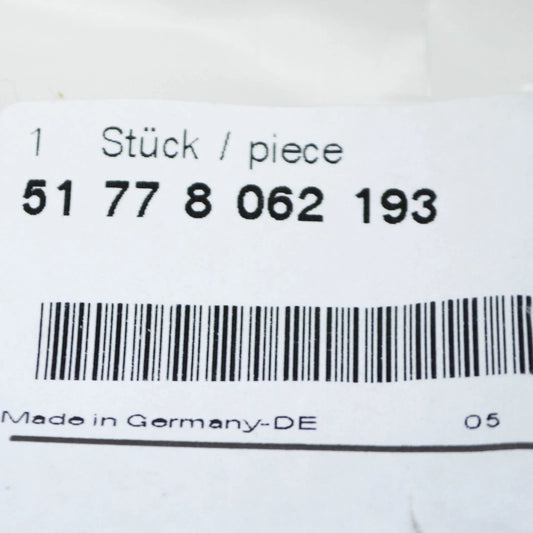 1 Stück / piece
51 77 8 062 193
Made in Germany-DE 05